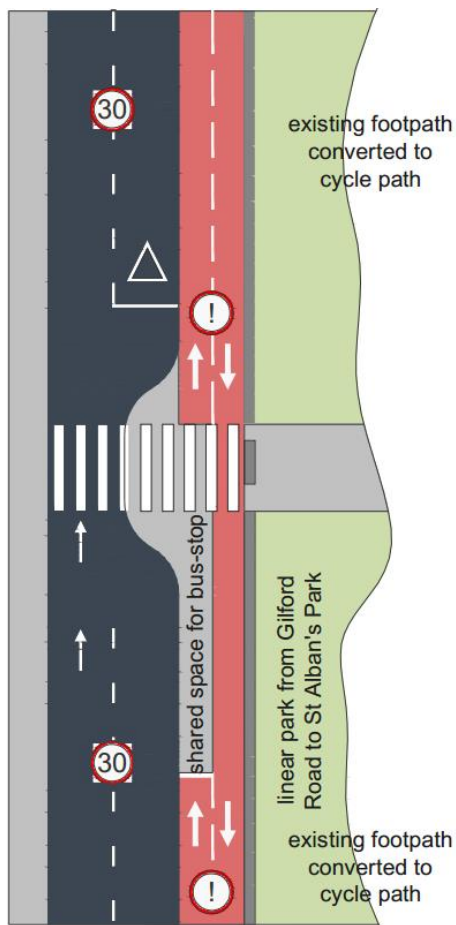 30
existing footpath
converted to
cycle path
!
shared space for bus-stop
linear park from Gilford
Road to St Alban's Park
30
existing footpath
converted to
cycle path
!